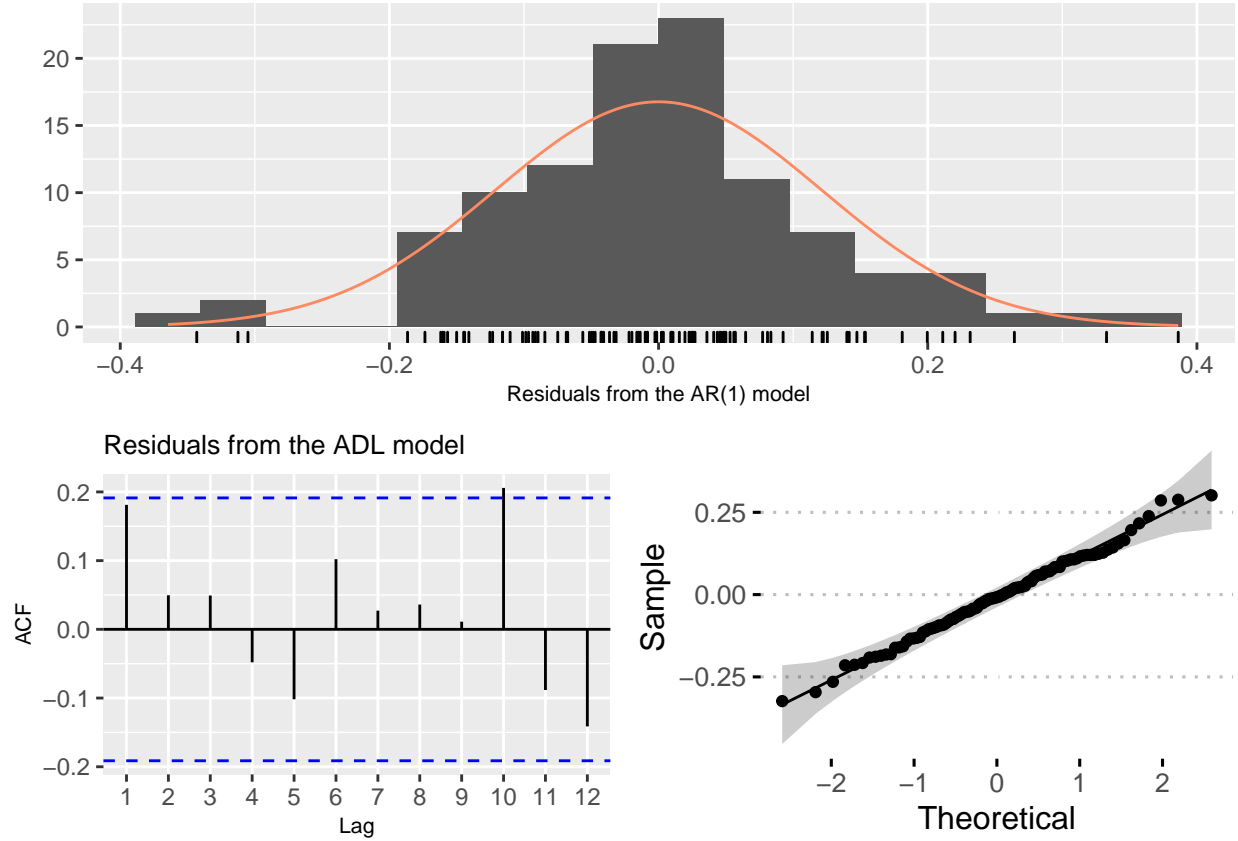 20
15
10
5
0
−0.4 −0.2 0.0 0.2 0.4
Residuals from the AR(1) model
Residuals from the ADL model
0.2
0.1
0.0
−0.1
−0.2
ACF
1 2 3 4 5 6 7 8 9 10 11 12
Lag
0.25
0.00
−0.25
Sample
−2 −1 0 1 2
Theoretical